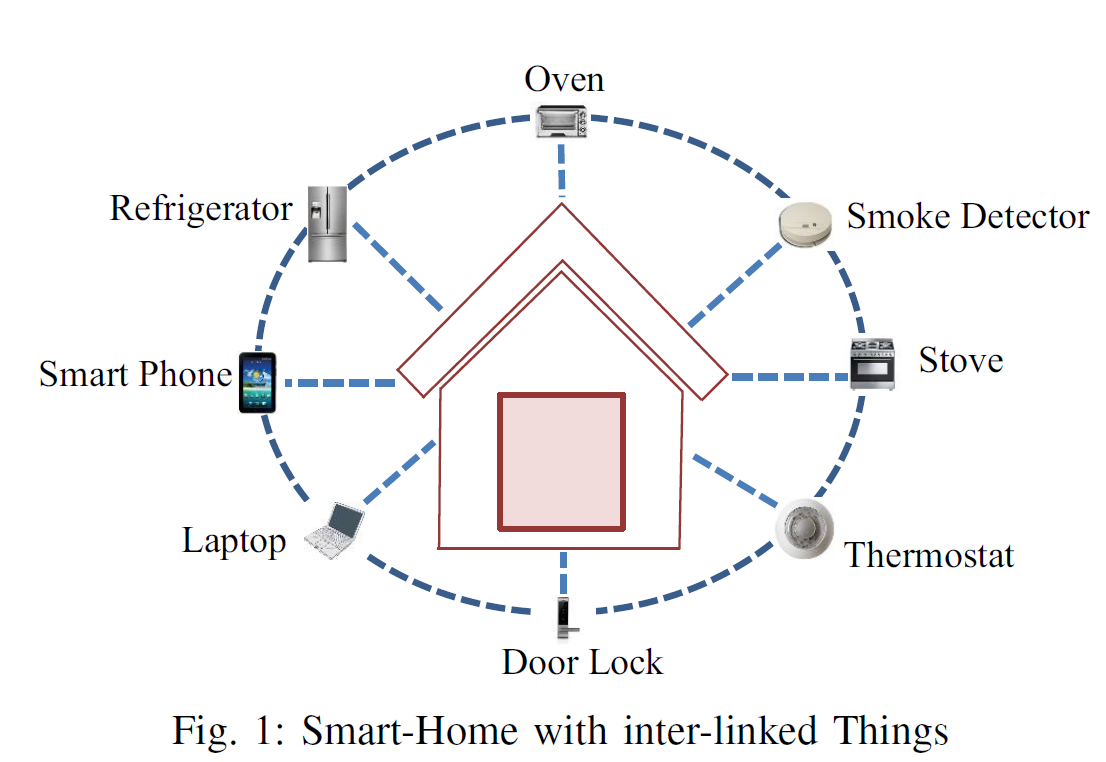 Oven
Refrigerator
Smoke Detector
Smart Phone
Stove
Laptop
Thermostat
Door Lock
Fig. 1: Smart-Home with inter-linked Things